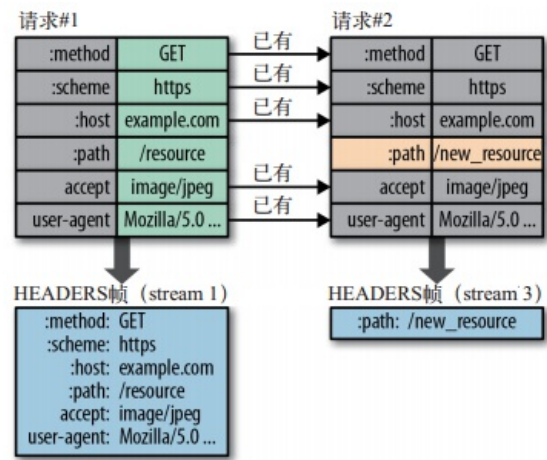 请求#1
:method GET
:scheme https
:host example.com
:path /resource
accept image/jpeg
user-agent Mozilla/5.0 ...
已有
已有
已有
已有
已有
请求#2
:method GET
:scheme https
:host example.com
:path /new_resource
accept image/jpeg
user-agent Mozilla/5.0 ...
HEADERS帧（stream 1）
:method: GET
:scheme: https
:host: example.com
:path: /resource
accept: image/jpeg
user-agent: Mozilla/5.0 ...
HEADERS帧（stream 3）
:path: /new_resource